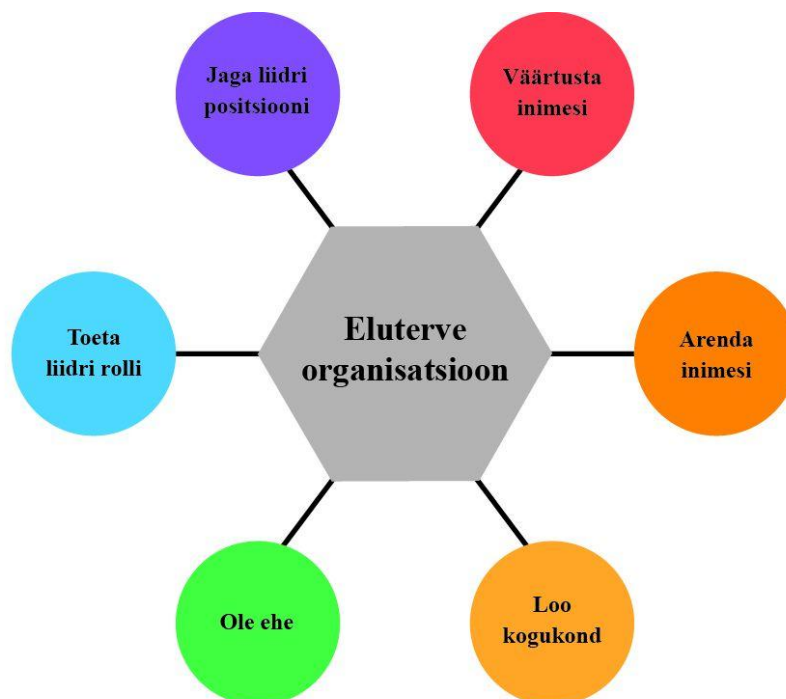 Jaga liidri
positsiooni
Väärtusta
inimesi
Toeta
liidri rolli
Eluterve
organisatsioon
Arenda
inimesi
Ole ehe
Loo
kogukond